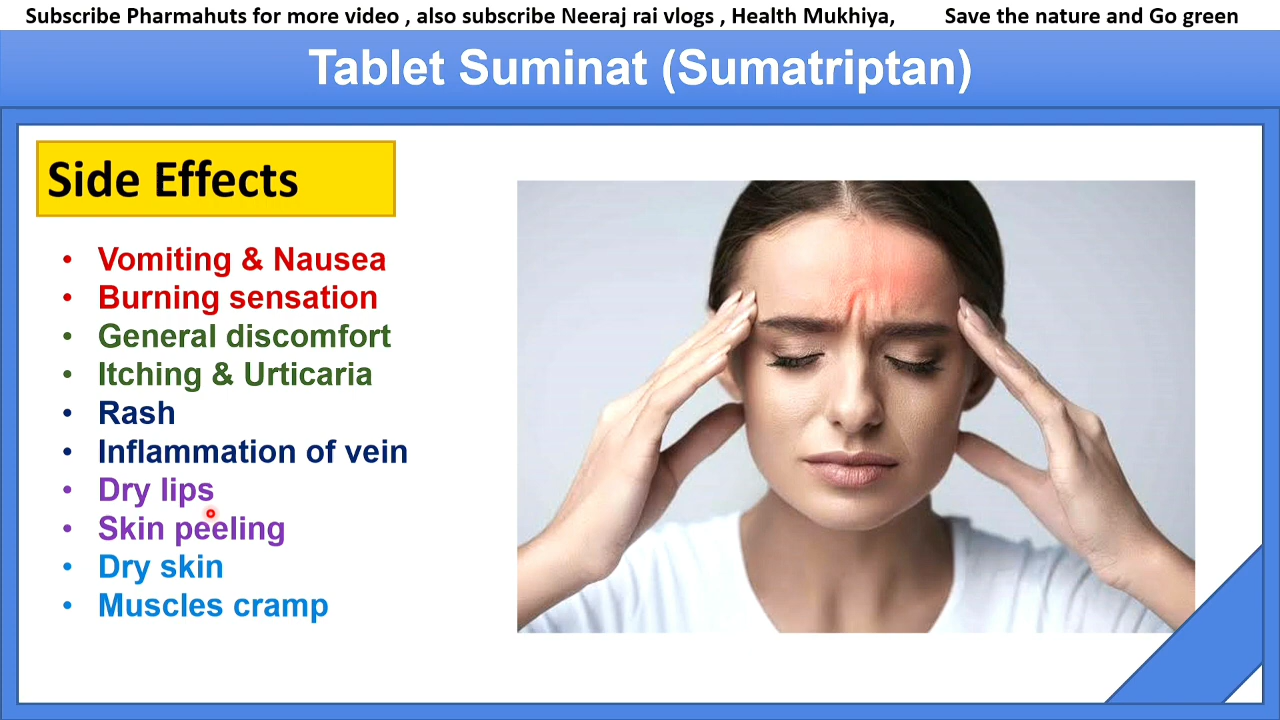 Subscribe Pharmahuts for more video , also subscribe Neeraj rai vlogs , Health Mukhiya, Save the nature and Go green
Tablet Suminat (Sumatriptan)
Side Effects
• Vomiting & Nausea
• Burning sensation
• General discomfort
• Itching & Urticaria
• Rash
• Inflammation of vein
• Dry lips
• Skin peeling
• Dry skin
• Muscles cramp